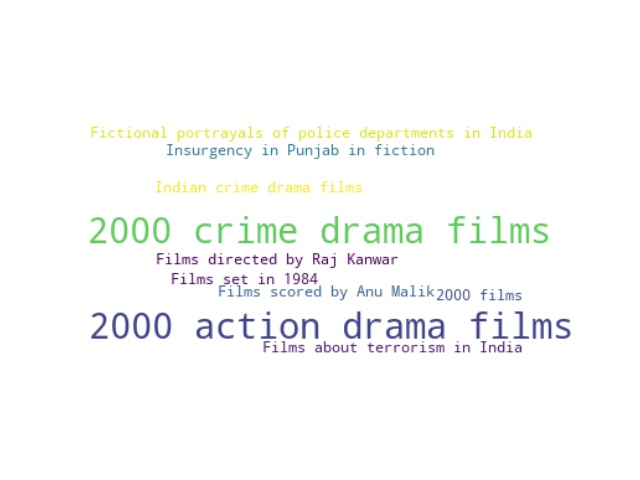 Fictional portrayals of police departments in India
Insurgency in Punjab in fiction
Indian crime drama films
2000 crime drama films
Films directed by Raj Kanwar
Films set in 1984
Films scored by Anu Malik
2000 films
2000 action drama films
Films about terrorism in India